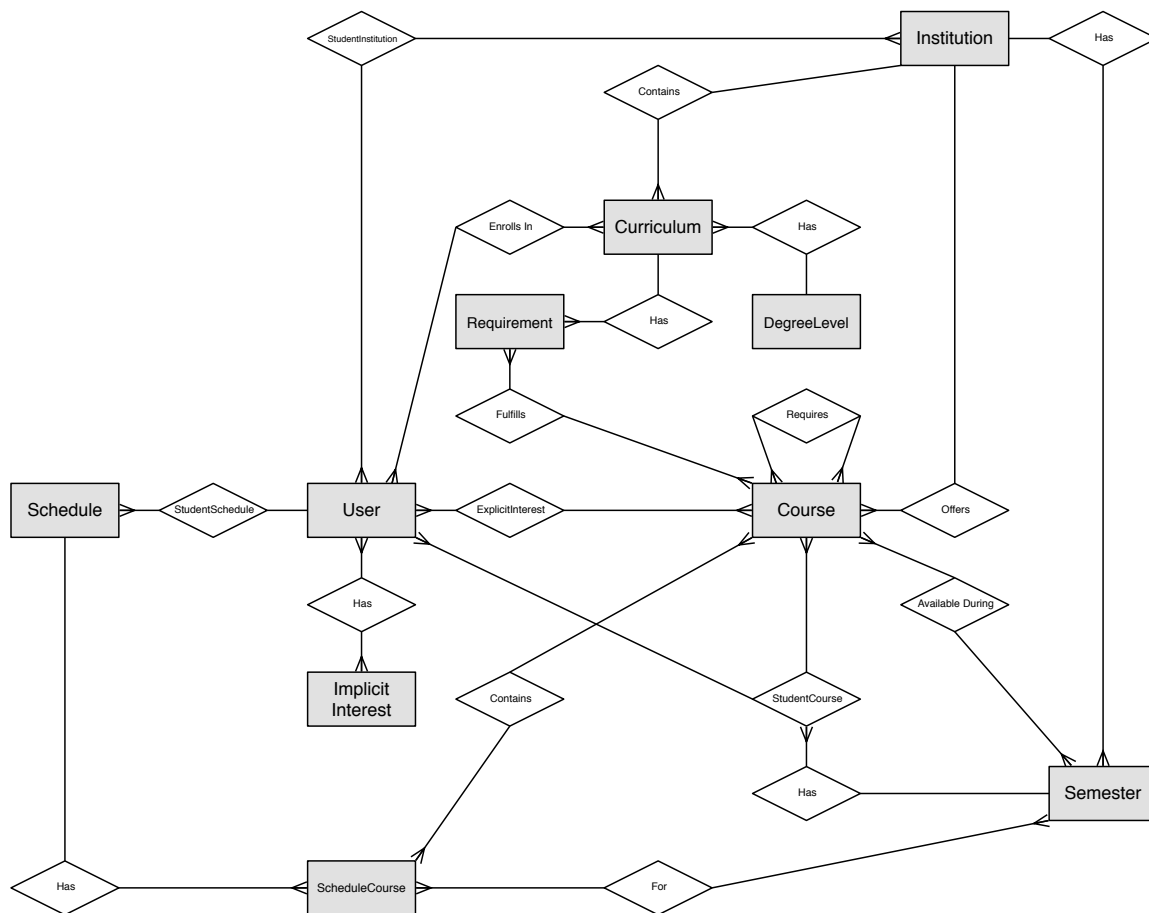 StudentInstitution
Institution
Has
Contains
Enrolls In
Curriculum
Has
Requirement
Has
DegreeLevel
Fulfills
Requires
Schedule
StudentSchedule
User
ExplicitInterest
Course
Offers
Has
Available During
Implicit
Interest
Contains
StudentCourse
Has
Semester
Has
ScheduleCourse
For